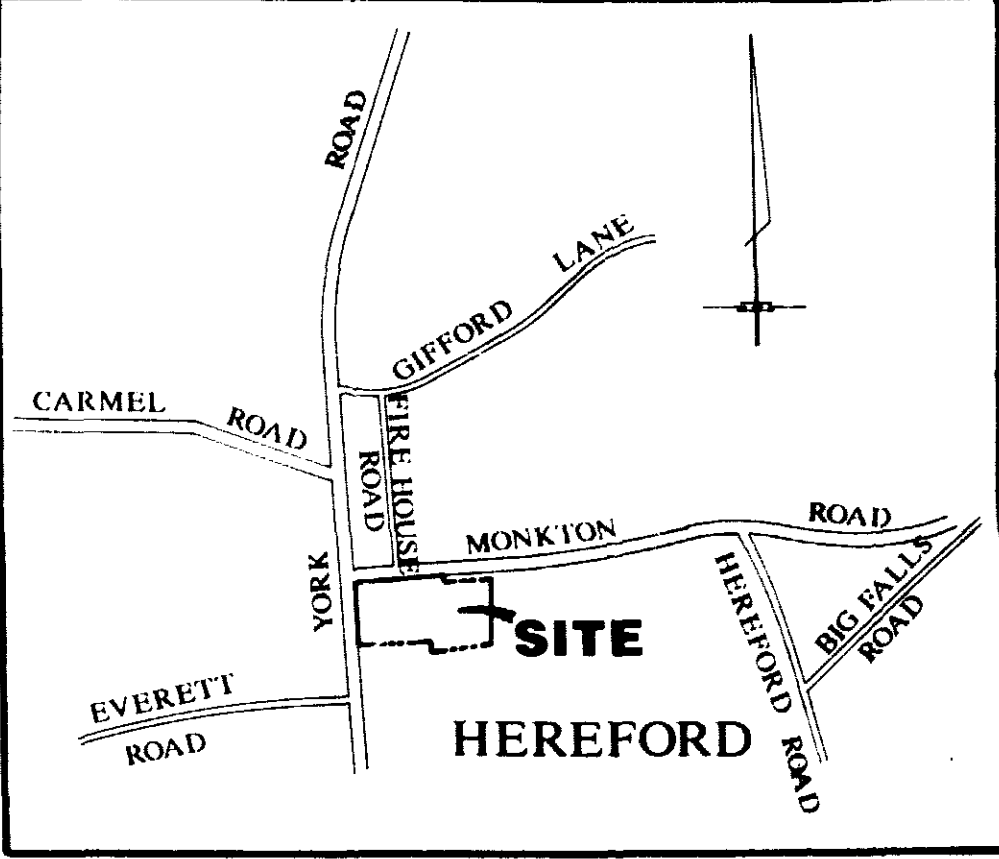 ROAD
GIFFORD LANE
CARMEL ROAD
FIRE HOUSE
ROAD
MONKTON ROAD
YORK
SITE
HEREFORD ROAD
BIG FALLS
ROAD
EVERETT
ROAD
HEREFORD